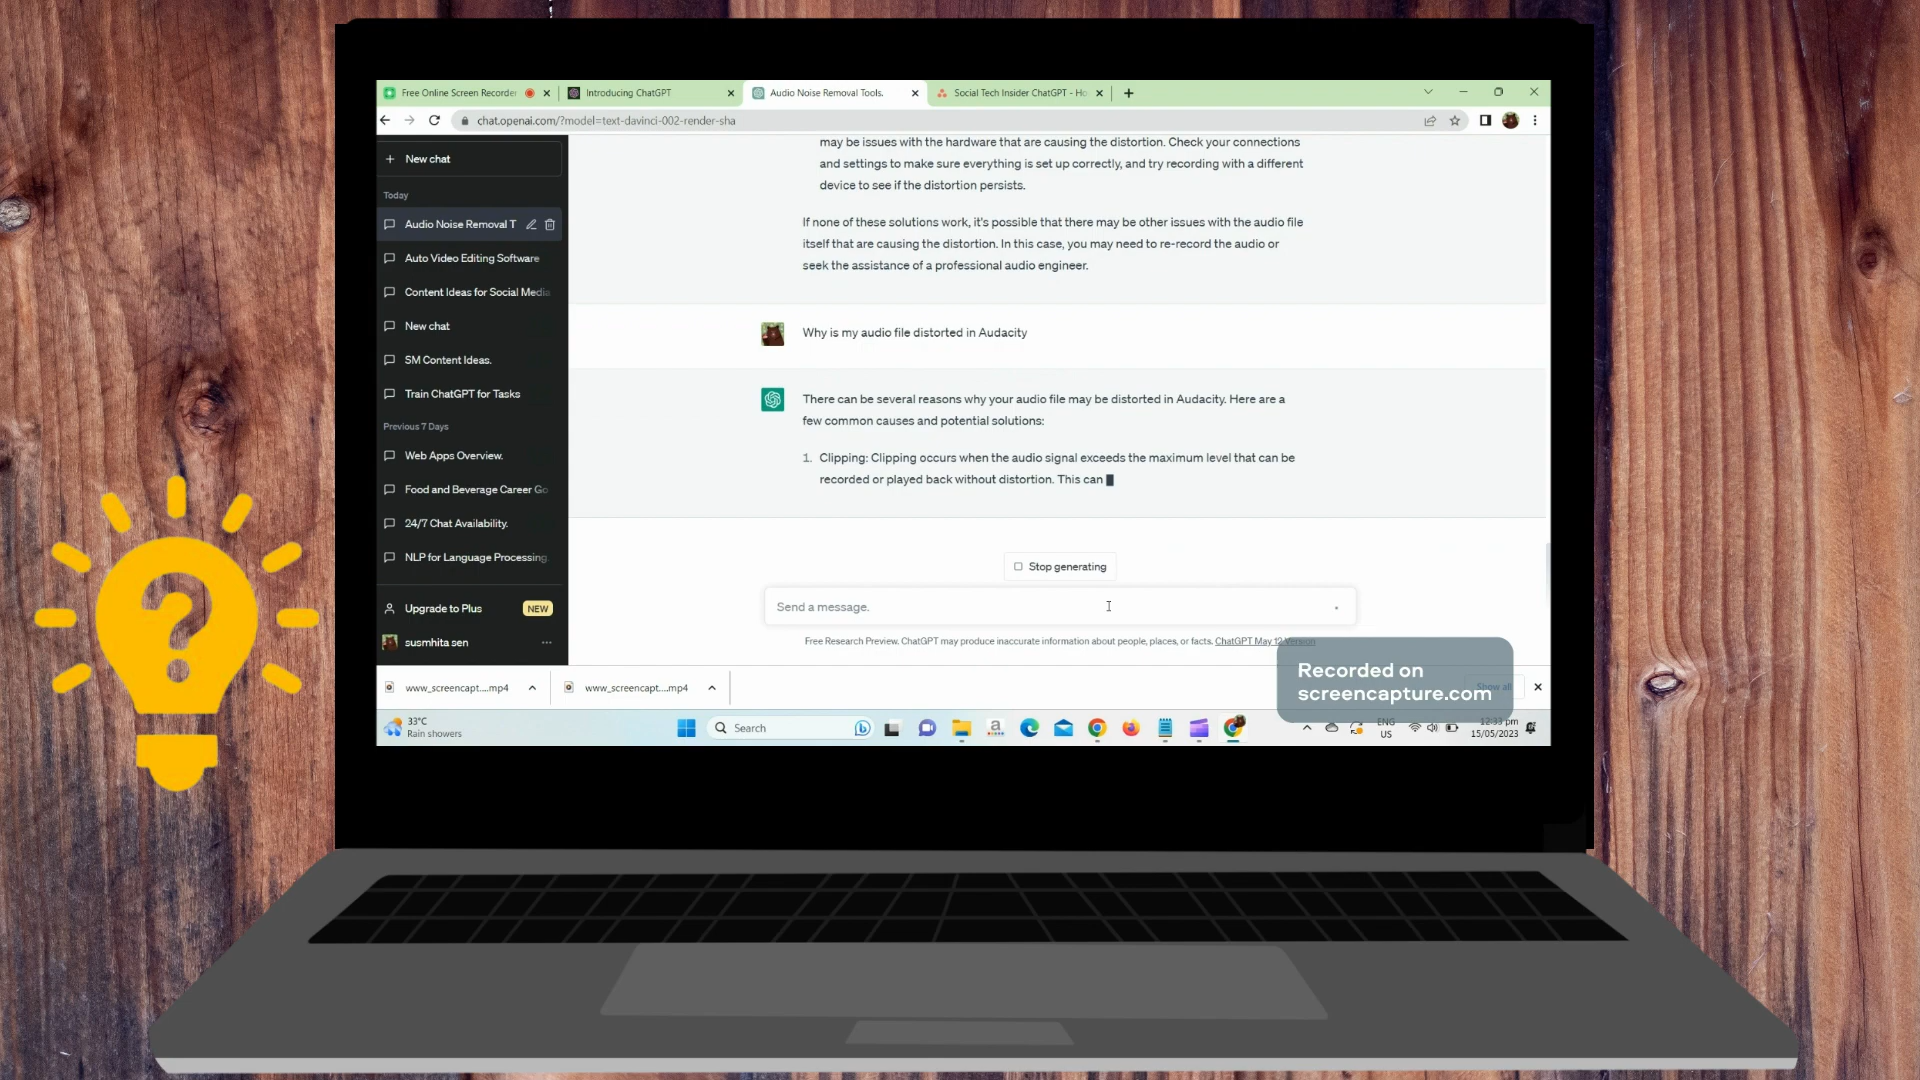 Free Online Screen Recorder
Introducing ChatGPT
Audio Noise Removal Tools.
Social Tech Insider ChatGPT - Ho
chat.openai.com/?model=text-davinci-002-render-sha
New chat
Today
Audio Noise Removal T
Auto Video Editing Software
Content Ideas for Social Media
New chat
SM Content Ideas.
Train ChatGPT for Tasks
Previous 7 Days
Web Apps Overview.
Food and Beverage Career Go
24/7 Chat Availability.
NLP for Language Processing.
Upgrade to Plus NEW
susmhita sen
may be issues with the hardware that are causing the distortion. Check your connections
and settings to make sure everything is set up correctly, and try recording with a different
device to see if the distortion persists.
If none of these solutions work, it's possible that there may be other issues with the audio file
itself that are causing the distortion. In this case, you may need to re-record the audio or
seek the assistance of a professional audio engineer.
Why is my audio file distorted in Audacity
There can be several reasons why your audio file may be distorted in Audacity. Here are a
few common causes and potential solutions:
1. Clipping: Clipping occurs when the audio signal exceeds the maximum level that can be
recorded or played back without distortion. This can
Stop generating
Send a message.
Free Research Preview. ChatGPT may produce inaccurate information about people, places, or facts. ChatGPT May 12 Version
Recorded on
screencapture.com
Show all
www_screencapt....mp4
www_screencapt....mp4
33°C
Rain showers
Search
ENG
US
12:33 pm
15/05/2023